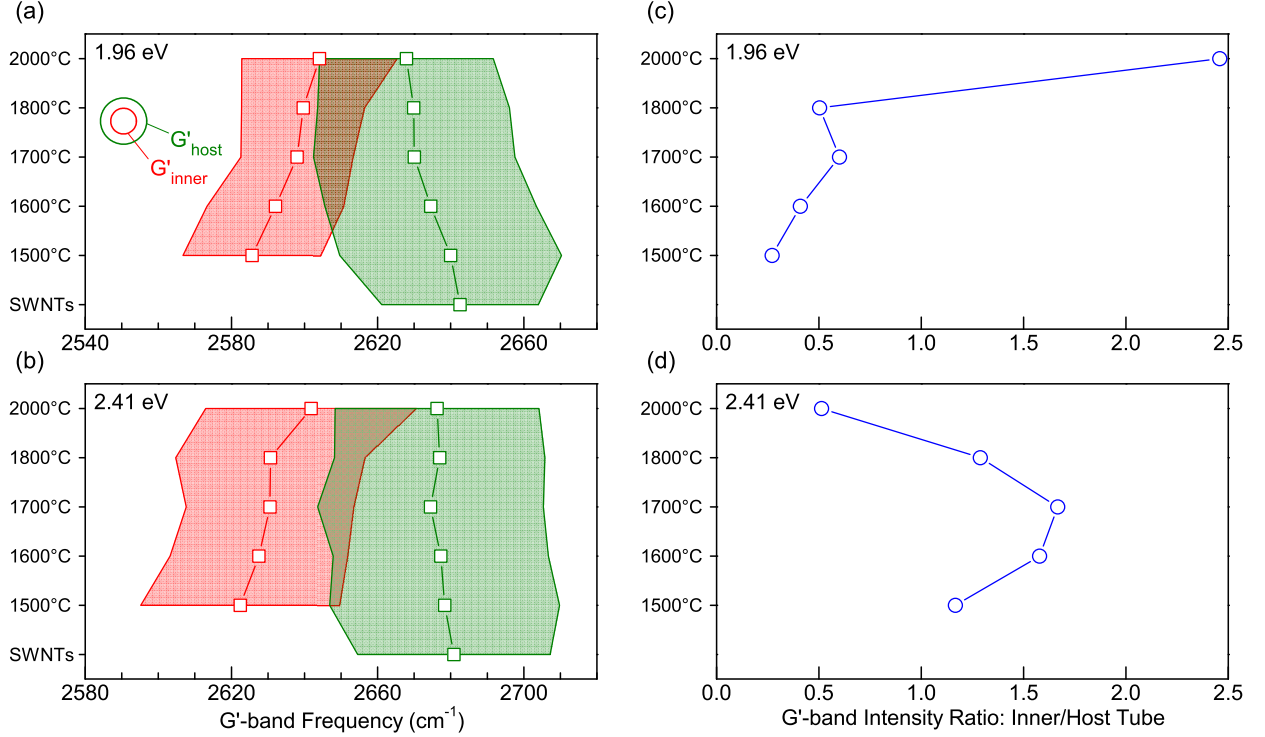 (a)
1.96 eV
2000°C
1800°C
1700°C
1600°C
1500°C
SWNTs
G'host
G'inner
2540 2580 2620 2660
(c)
1.96 eV
2000°C
1800°C
1700°C
1600°C
1500°C
0.0 0.5 1.0 1.5 2.0 2.5
(b)
2.41 eV
2000°C
1800°C
1700°C
1600°C
1500°C
SWNTs
2580 2620 2660 2700
G'-band Frequency (cm⁻¹)
(d)
2.41 eV
2000°C
1800°C
1700°C
1600°C
1500°C
0.0 0.5 1.0 1.5 2.0 2.5
G'-band Intensity Ratio: Inner/Host Tube